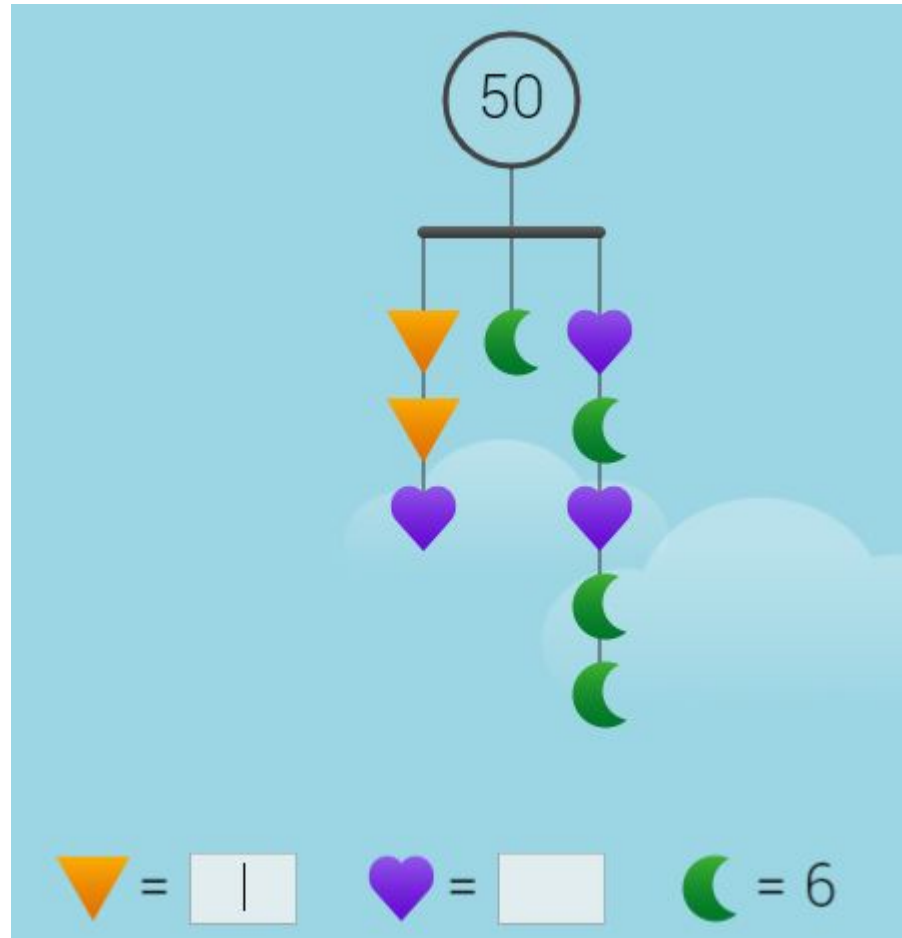 50
= = = 6